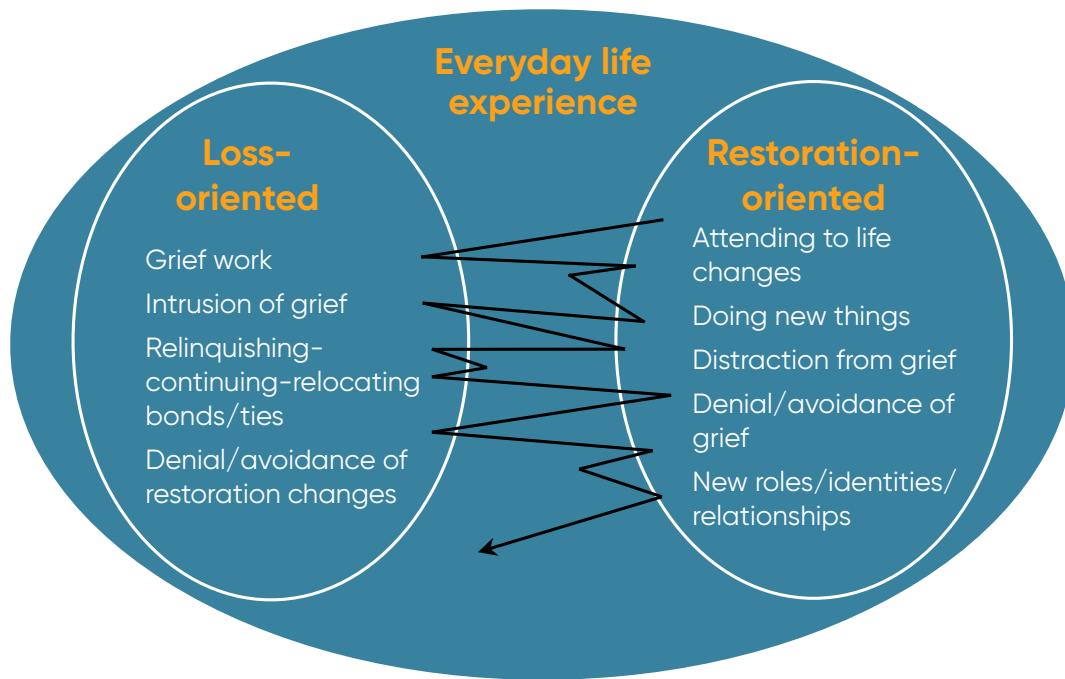 Everyday life
experience
Loss-
oriented
Grief work
Intrusion of grief
Relinquishing-
continuing-relocating
bonds/ties
Denial/avoidance of
restoration changes
Restoration-
oriented
Attending to life
changes
Doing new things
Distraction from grief
Denial/avoidance of
grief
New roles/identities/
relationships